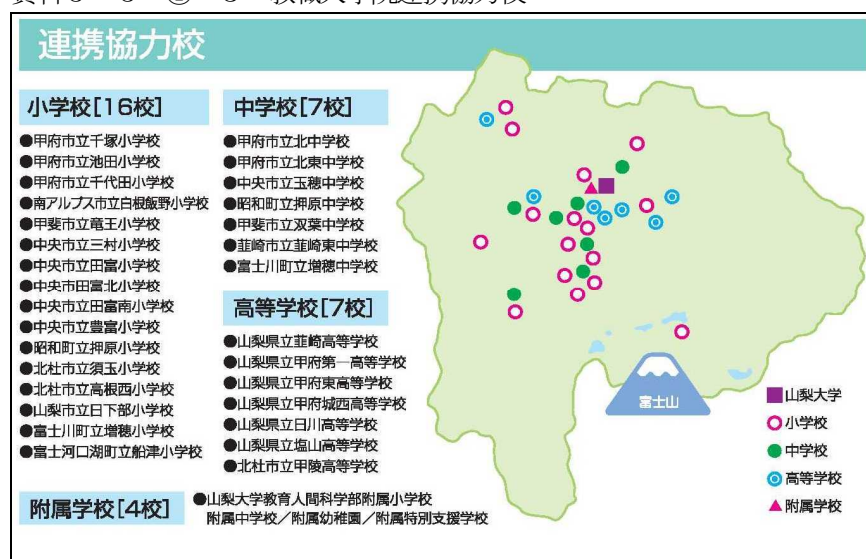 連携協力校
小学校[16校]
●甲府市立千塚小学校
●甲府市立池田小学校
●甲府市立千代田小学校
●南アルプス市立白根飯野小学校
●甲斐市立竜王小学校
●中央市立三村小学校
●中央市立田富小学校
●中央市田富北小学校
●中央市立田富南小学校
●中央市立豊富小学校
●昭和町立押原小学校
●北杜市立須玉小学校
●北杜市立高根西小学校
●山梨市立日下部小学校
●富士川町立増穂小学校
●富士河口湖町立船津小学校
中学校[7校]
●甲府市立北中学校
●甲府市立北東中学校
●中央市立玉穂中学校
●昭和町立押原中学校
●甲斐市立双葉中学校
●韮崎市立韮崎東中学校
●富士川町立増穂中学校
高等学校[7校]
●山梨県立韮崎高等学校
●山梨県立甲府第一高等学校
●山梨県立甲府東高等学校
●山梨県立甲府城西高等学校
●山梨県立日川高等学校
●山梨県立塩山高等学校
●北杜市立甲陵高等学校
附属学校[4校]
●山梨大学教育人間科学部附属小学校
附属中学校／附属幼稚園／附属特別支援学校
富士山
山梨大学
小学校
中学校
高等学校
附属学校